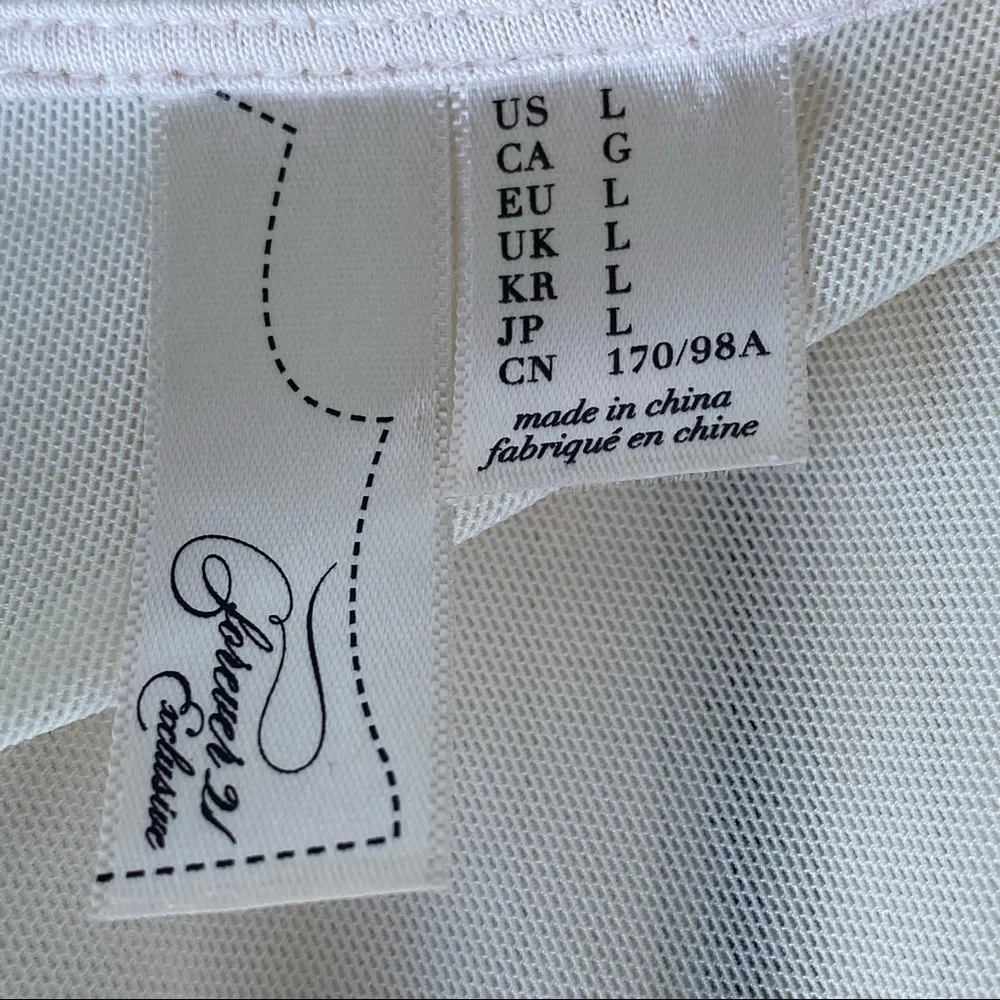 US L
CA G
EU L
UK L
KR L
JP L
CN 170/98A
made in china
fabriqué en chine
Forever 21
Exclusive